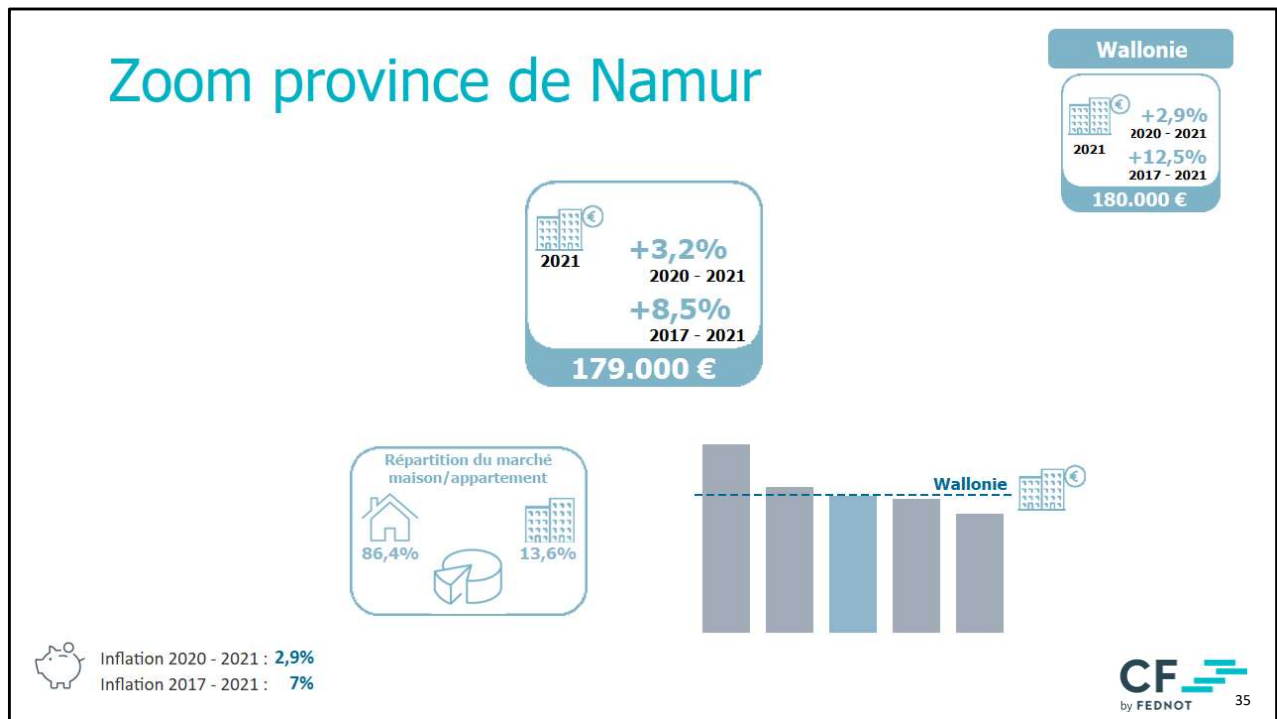 Zoom province de Namur
Wallonie
€
+2,9%
2020 - 2021
2021
+12,5%
2017 - 2021
180.000 €
€
+3,2%
2021
2020 - 2021
+8,5%
2017 - 2021
179.000 €
Répartition du marché
maison/appartement
86,4%
13,6%
Wallonie
€
Inflation 2020 - 2021 : 2,9%
Inflation 2017 - 2021 : 7%
CF
by FEDNOT
35